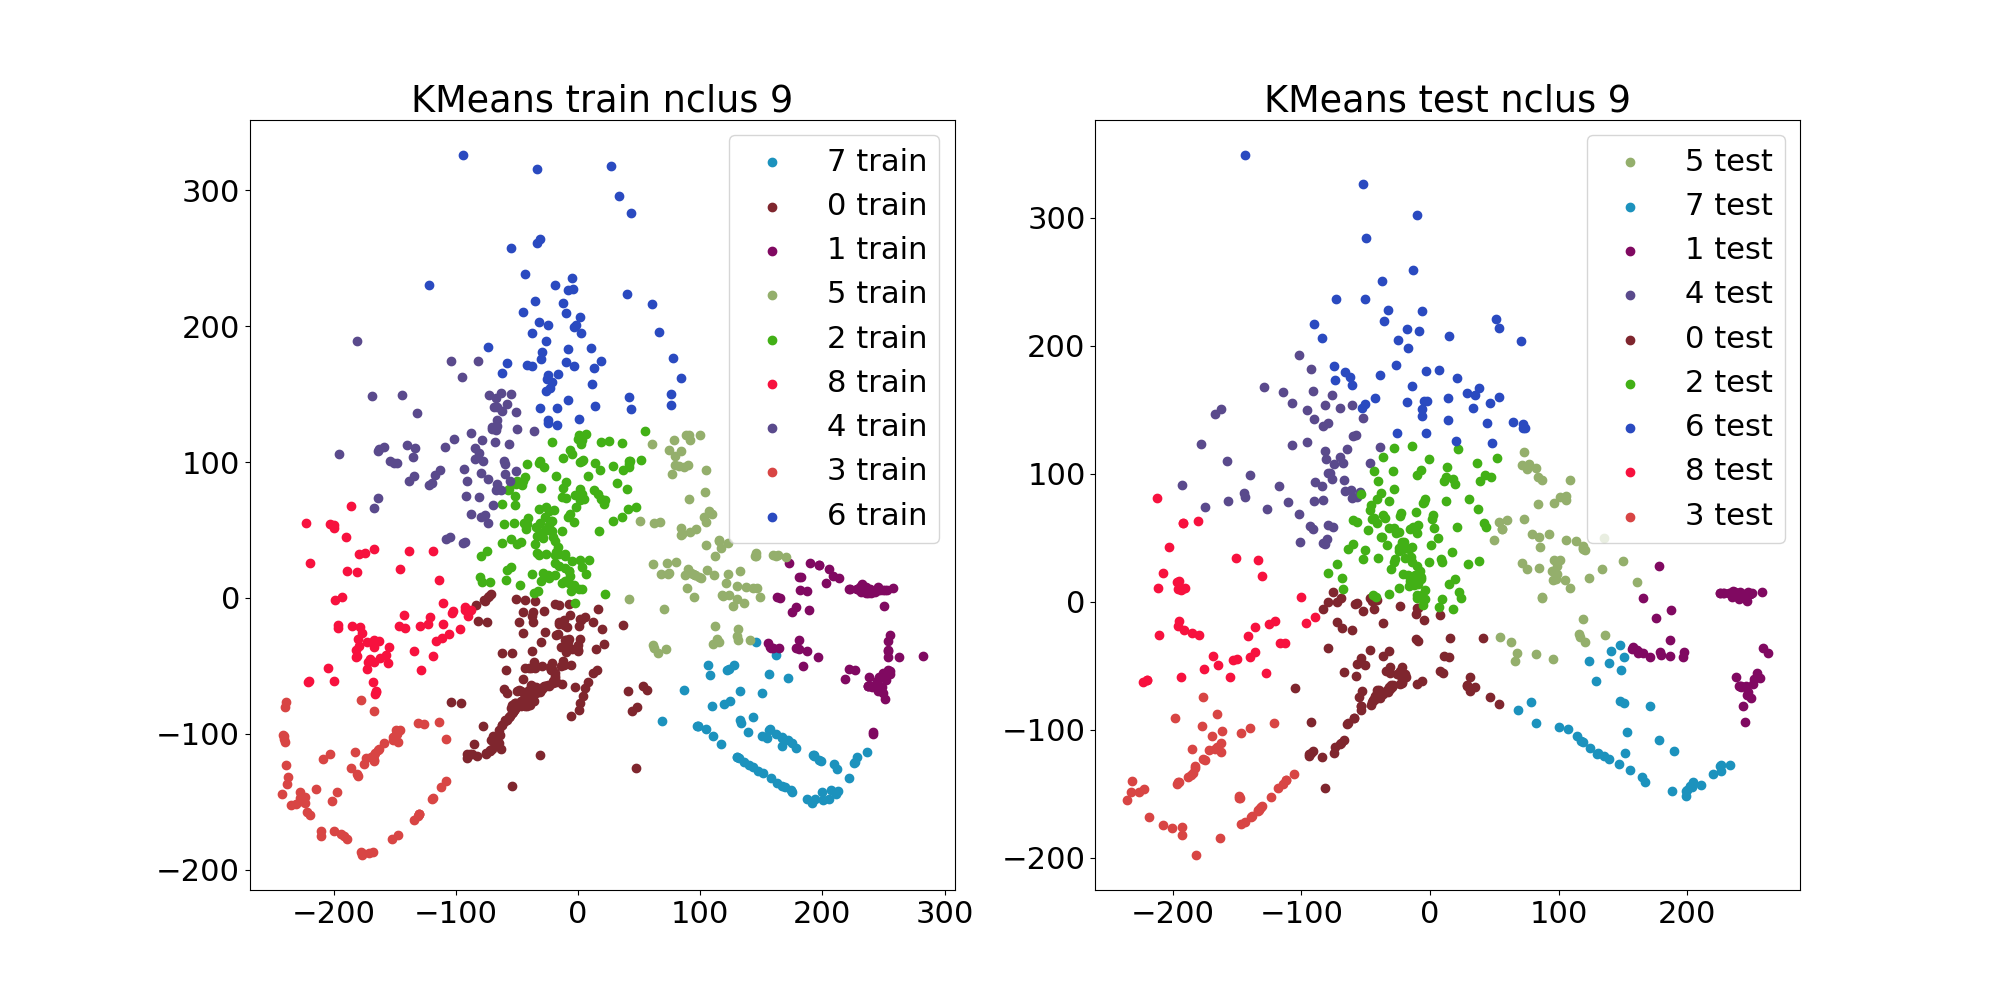 KMeans train nclus 9
300
200
100
0
−100
−200
−200
−100
0
100
200
300
7 train
0 train
1 train
5 train
2 train
8 train
4 train
3 train
6 train
KMeans test nclus 9
300
200
100
0
−100
−200
−200
−100
0
100
200
5 test
7 test
1 test
4 test
0 test
2 test
6 test
8 test
3 test